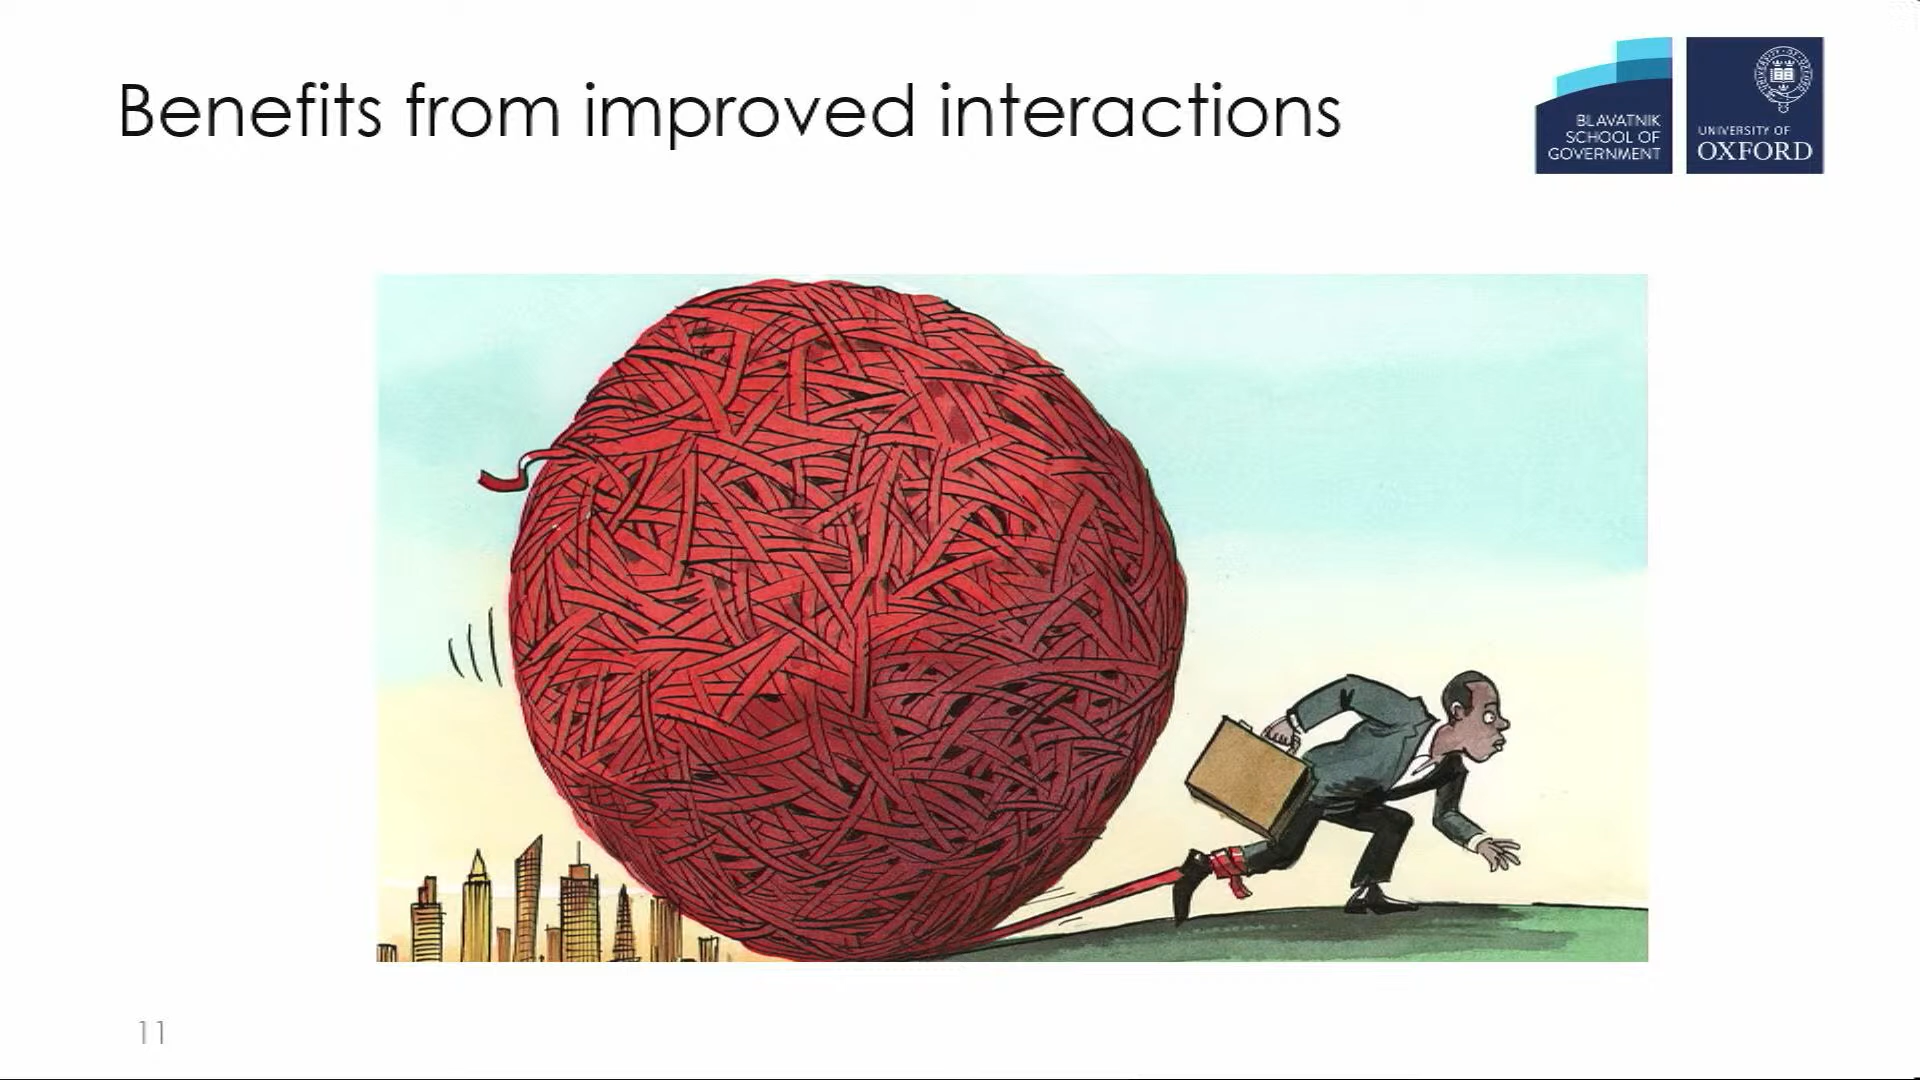 Benefits from improved interactions
BLAVATNIK
SCHOOL OF
GOVERNMENT
UNIVERSITY OF
OXFORD
11